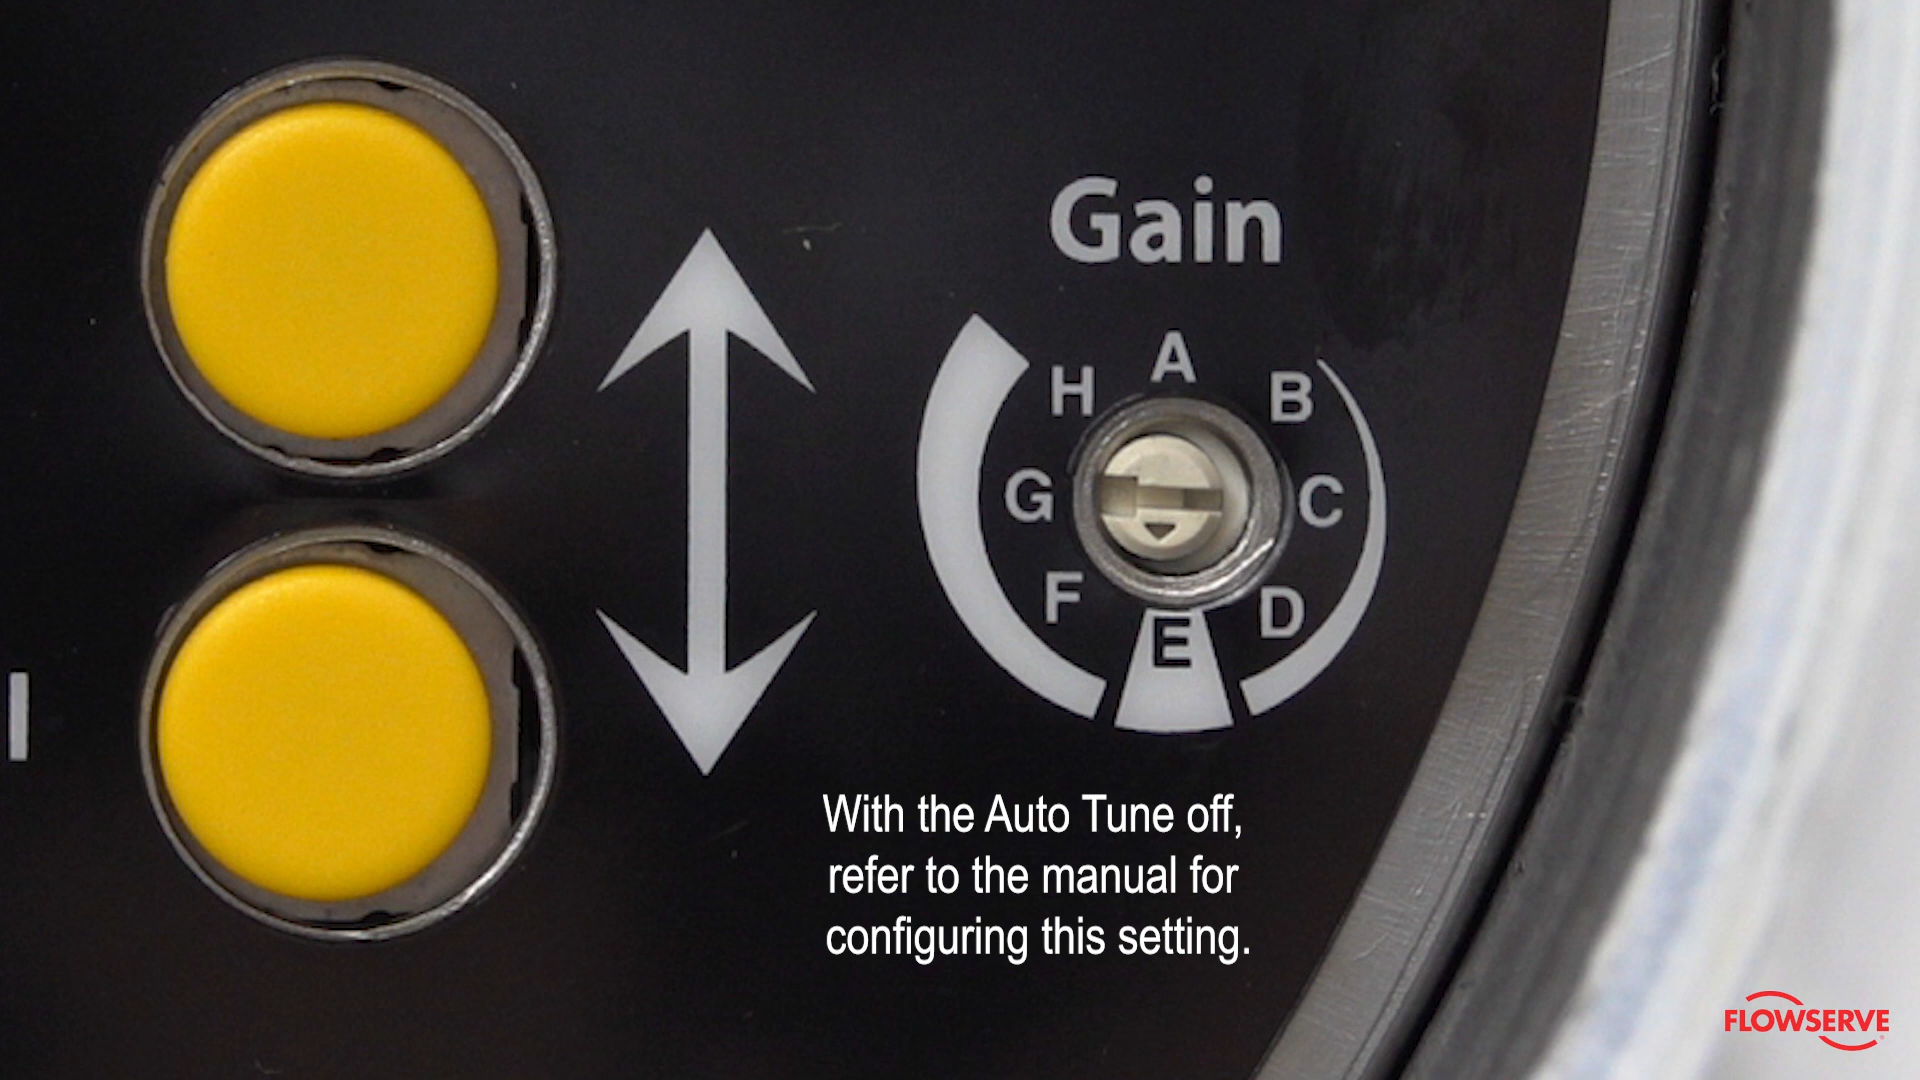 Gain
A
H
B
G
C
F
D
E
With the Auto Tune off,
refer to the manual for
configuring this setting.
FLOWSERVE